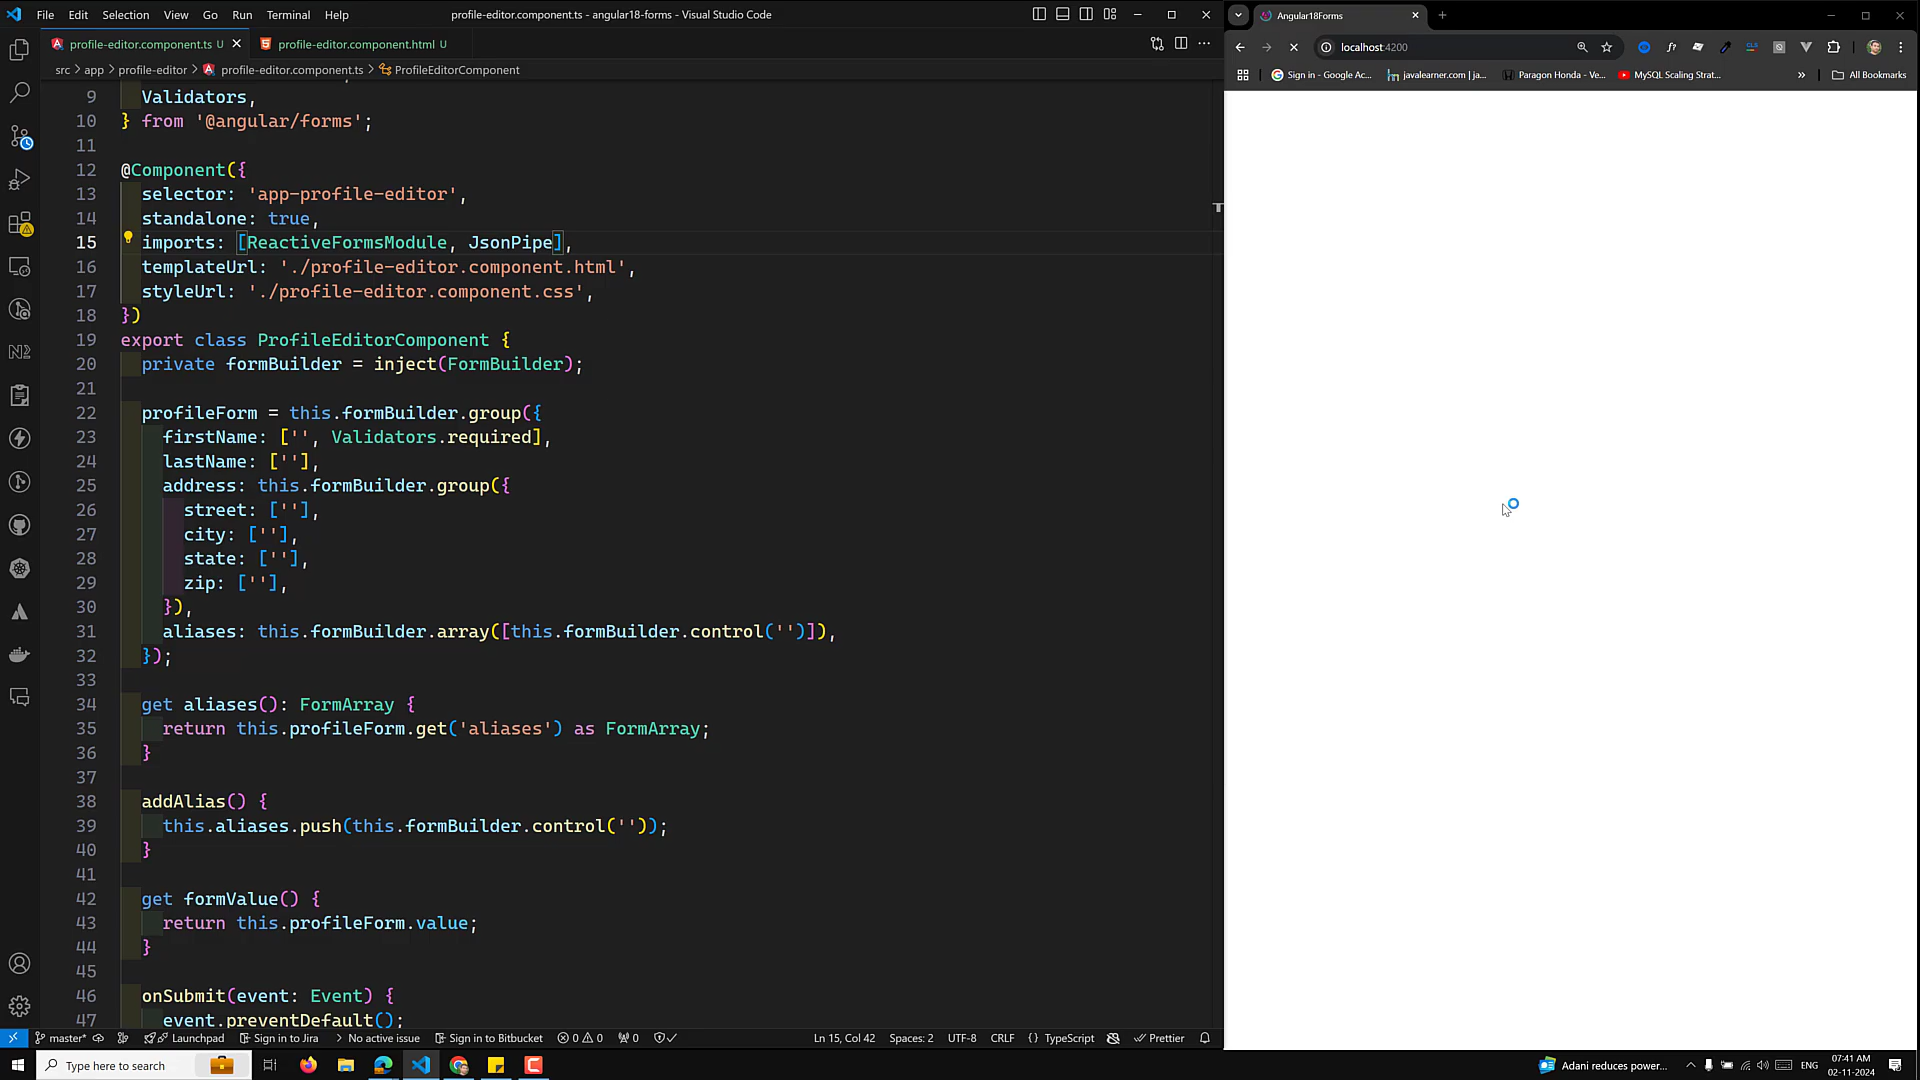 File Edit Selection View Go Run Terminal Help
profile-editor.component.ts - angular18-forms - Visual Studio Code
profile-editor.component.ts U
profile-editor.component.html U
src > app > profile-editor > profile-editor.component.ts > ProfileEditorComponent
9 Validators,
10 } from '@angular/forms';
11
12 @Component({
13 selector: 'app-profile-editor',
14 standalone: true,
15 imports: [ReactiveFormsModule, JsonPipe],
16 templateUrl: './profile-editor.component.html',
17 styleUrl: './profile-editor.component.css',
18 })
19 export class ProfileEditorComponent {
20 private formBuilder = inject(FormBuilder);
21
22 profileForm = this.formBuilder.group({
23 firstName: ['', Validators.required],
24 lastName: [''],
25 address: this.formBuilder.group({
26 street: [''],
27 city: [''],
28 state: [''],
29 zip: [''],
30 }),
31 aliases: this.formBuilder.array([this.formBuilder.control('')]),
32 });
33
34 get aliases(): FormArray {
35 return this.profileForm.get('aliases') as FormArray;
36 }
37
38 addAlias() {
39 this.aliases.push(this.formBuilder.control(''));
40 }
41
42 get formValue() {
43 return this.profileForm.value;
44 }
45
46 onSubmit(event: Event) {
47 event.preventDefault();
master* Launchpad Sign in to Jira No active issue Sign in to Bitbucket 0 0 0 Ln 15, Col 42 Spaces: 2 UTF-8 CRLF {} TypeScript Prettier
Angular18Forms
localhost:4200
Sign in - Google Ac... javalearner.com | ja... Paragon Honda - Ve... MySQL Scaling Strat... » All Bookmarks
Type here to search
Adani reduces power... ENG 07:41 AM
02-11-2024